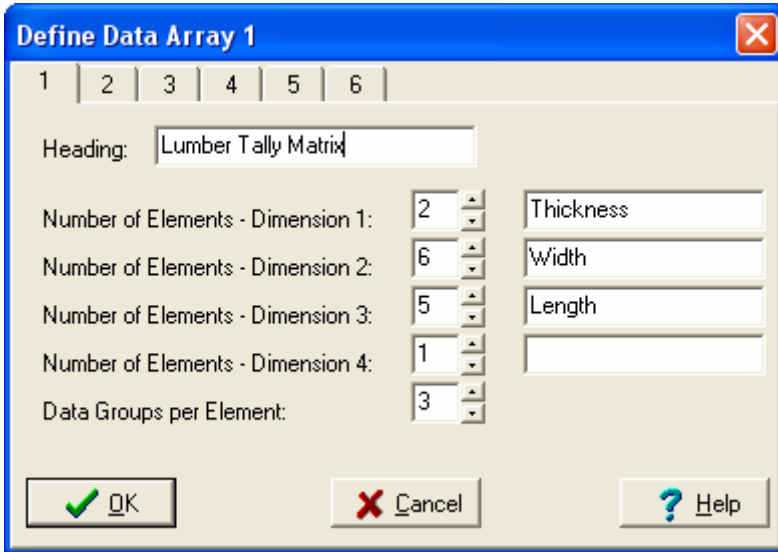 Define Data Array 1
1 2 3 4 5 6
Heading: Lumber Tally Matrix
Number of Elements - Dimension 1: 2 Thickness
Number of Elements - Dimension 2: 6 Width
Number of Elements - Dimension 3: 5 Length
Number of Elements - Dimension 4: 1
Data Groups per Element: 3
OK Cancel ? Help